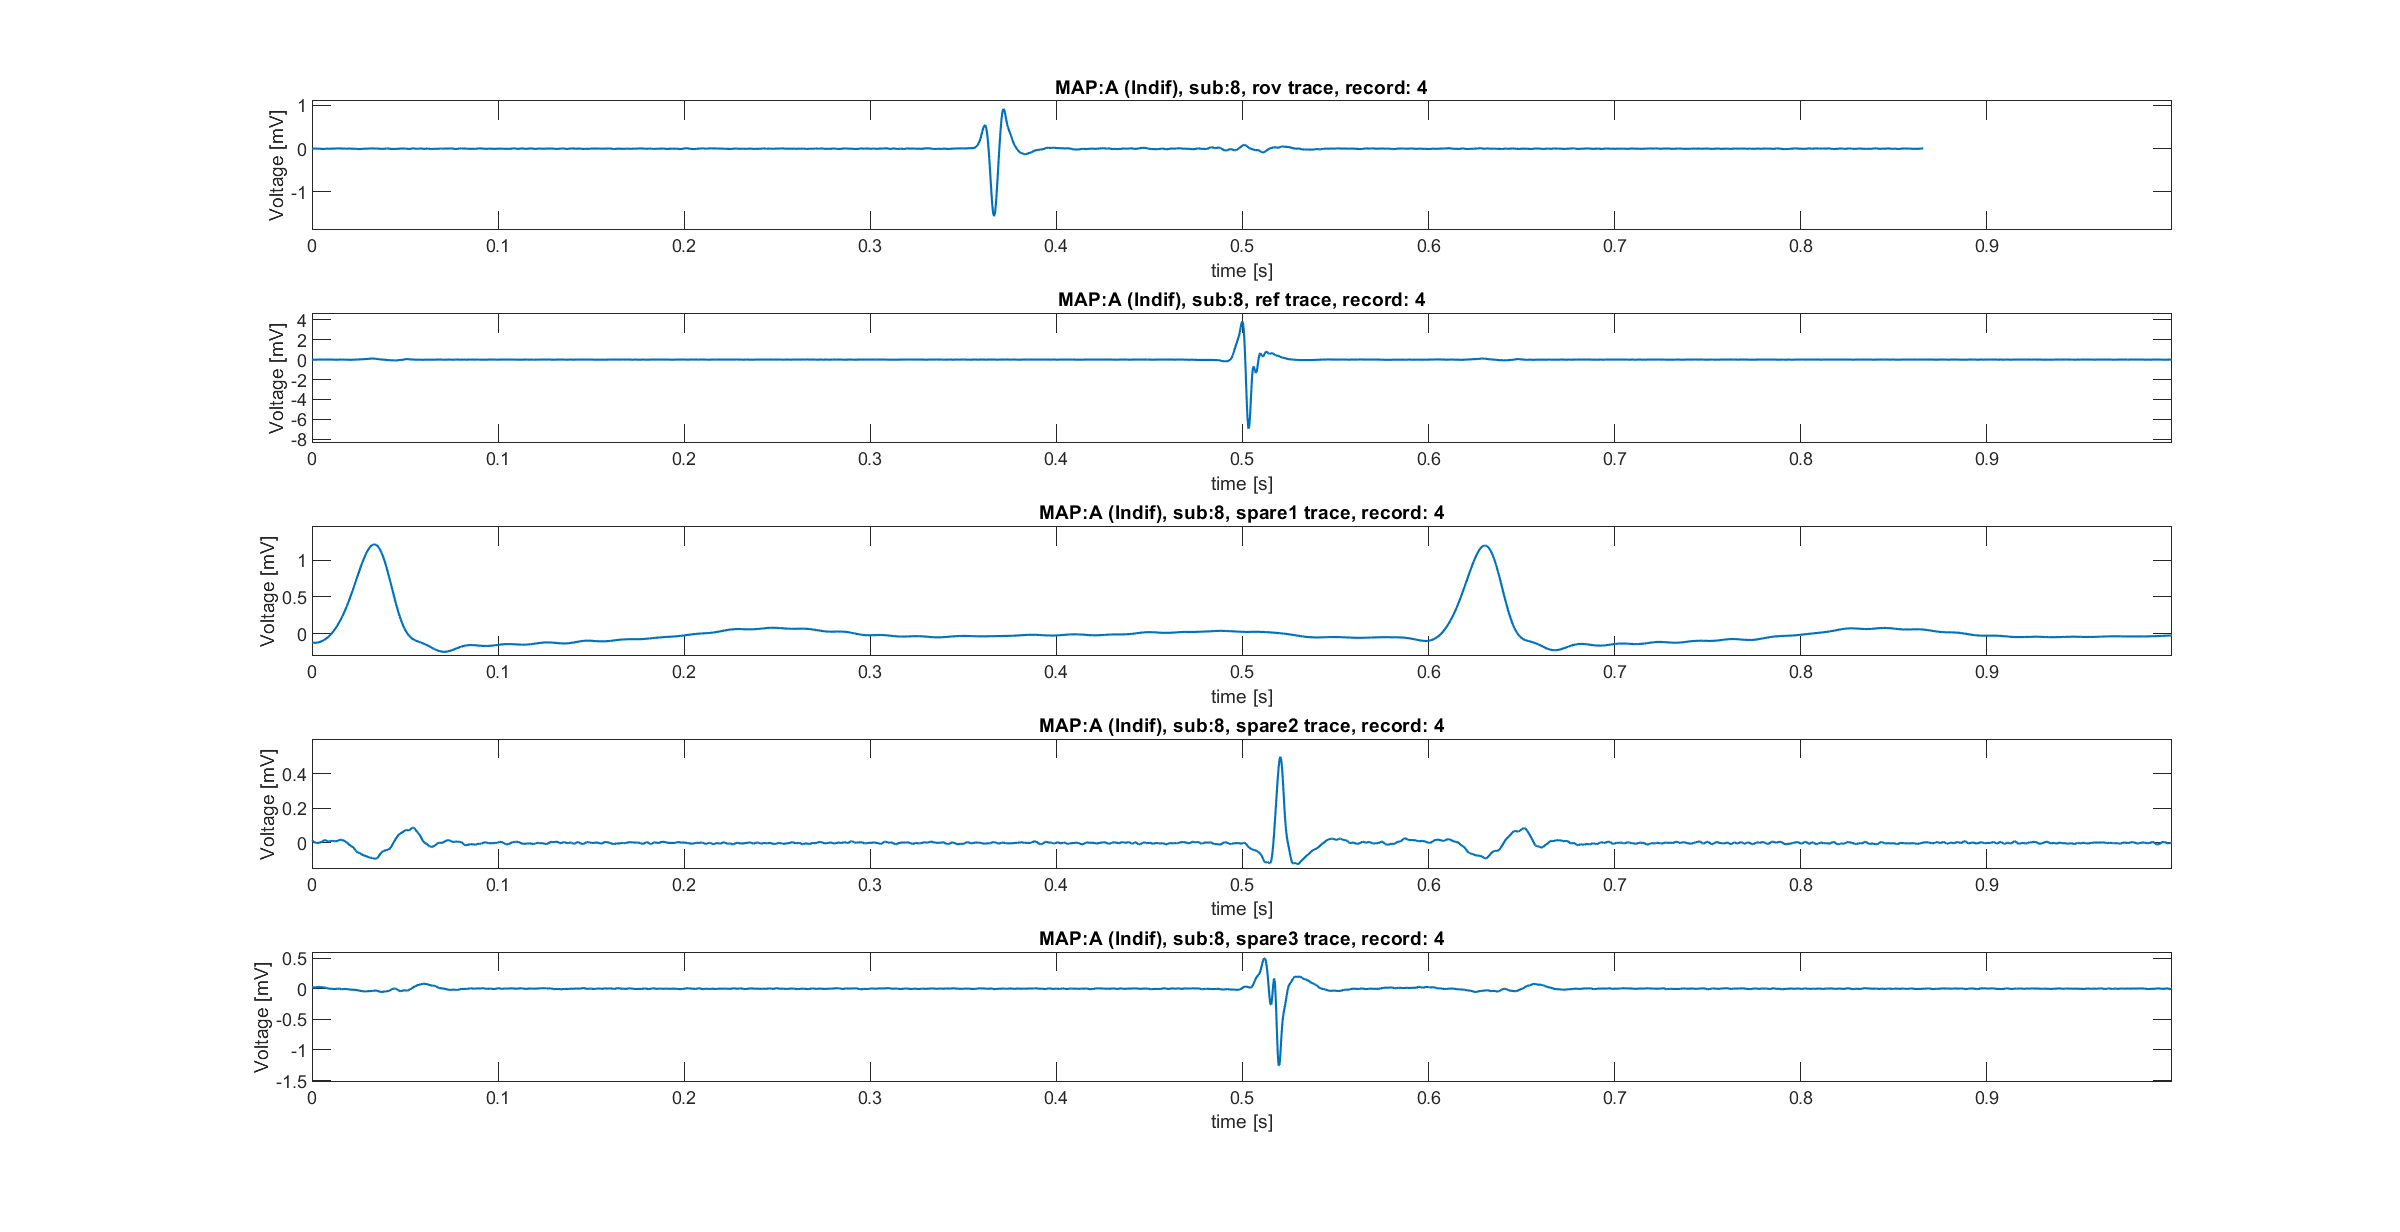 MAP:A (Indif), sub:8, rov trace, record: 4
Voltage [mV]
1
0
-1
0 0.1 0.2 0.3 0.4 0.5 0.6 0.7 0.8 0.9
time [s]
MAP:A (Indif), sub:8, ref trace, record: 4
Voltage [mV]
4
2
0
-2
-4
-6
-8
0 0.1 0.2 0.3 0.4 0.5 0.6 0.7 0.8 0.9
time [s]
MAP:A (Indif), sub:8, spare1 trace, record: 4
Voltage [mV]
1
0.5
0
0 0.1 0.2 0.3 0.4 0.5 0.6 0.7 0.8 0.9
time [s]
MAP:A (Indif), sub:8, spare2 trace, record: 4
Voltage [mV]
0.4
0.2
0
0 0.1 0.2 0.3 0.4 0.5 0.6 0.7 0.8 0.9
time [s]
MAP:A (Indif), sub:8, spare3 trace, record: 4
Voltage [mV]
0.5
0
-0.5
-1
-1.5
0 0.1 0.2 0.3 0.4 0.5 0.6 0.7 0.8 0.9
time [s]